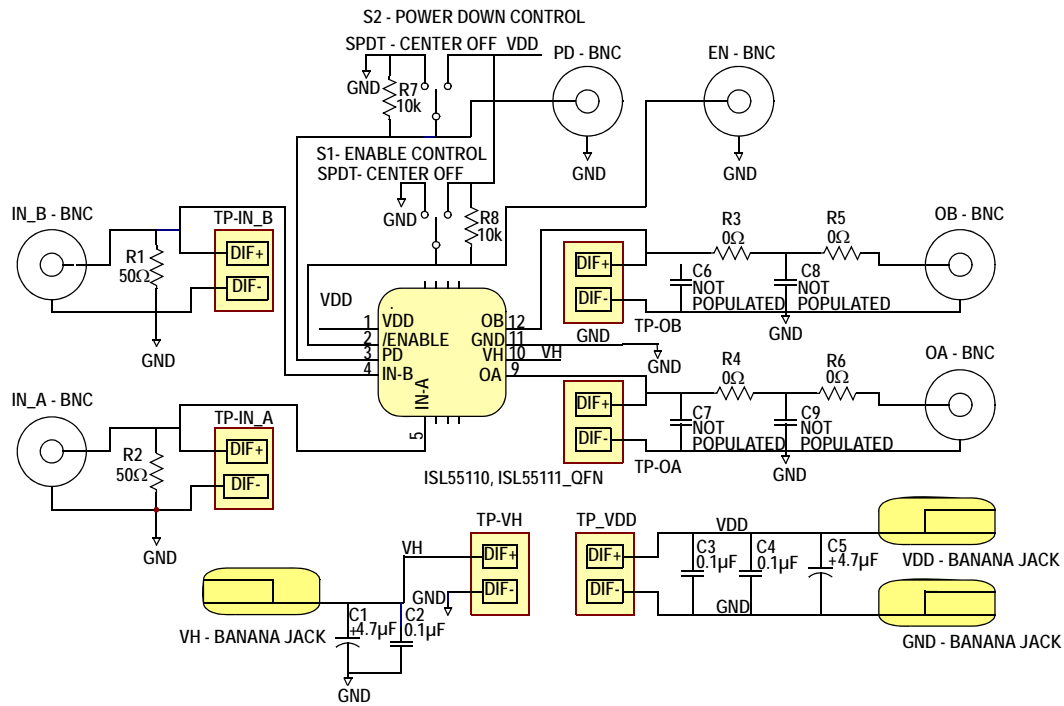 S2 - POWER DOWN CONTROL
SPDT - CENTER OFF VDD
PD - BNC
EN - BNC
GND
R7
10k
GND
GND
S1- ENABLE CONTROL
SPDT- CENTER OFF
GND
R8
10k
IN_B - BNC
TP-IN_B
R1
50Ω
DIF+
DIF-
GND
R3
0Ω
R5
0Ω
OB - BNC
DIF+
DIF-
C6
NOT
POPULATED
C8
NOT
POPULATED
TP-OB
GND
GND
VDD
1 VDD
2 /ENABLE
3 PD
4 IN-B
IN-A
5
OB 12
GND 11
VH 10
OA 9
VH
GND
IN_A - BNC
TP-IN_A
R2
50Ω
DIF+
DIF-
GND
R4
0Ω
R6
0Ω
OA - BNC
DIF+
DIF-
C7
NOT
POPULATED
C9
NOT
POPULATED
TP-OA
GND
ISL55110, ISL55111_QFN
TP-VH
VH
DIF+
DIF-
GND
C1
+4.7µF
C2
0.1µF
VH - BANANA JACK
GND
TP_VDD
DIF+
DIF-
VDD
C3
0.1µF
C4
0.1µF
C5
+4.7µF
GND
VDD - BANANA JACK
GND - BANANA JACK